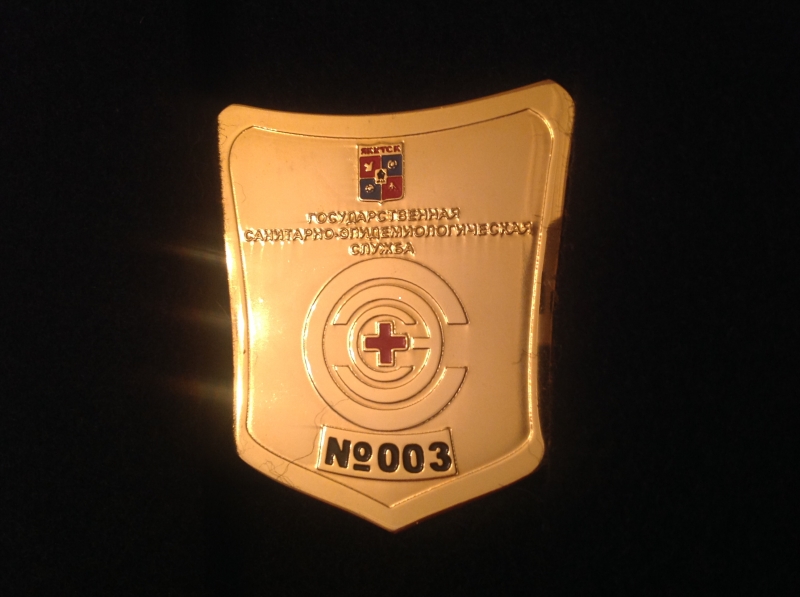 ЯКУТСК
ГОСУДАРСТВЕННАЯ
САНИТАРНО-ЭПИДЕМИОЛОГИЧЕСКАЯ
СЛУЖБА
№003